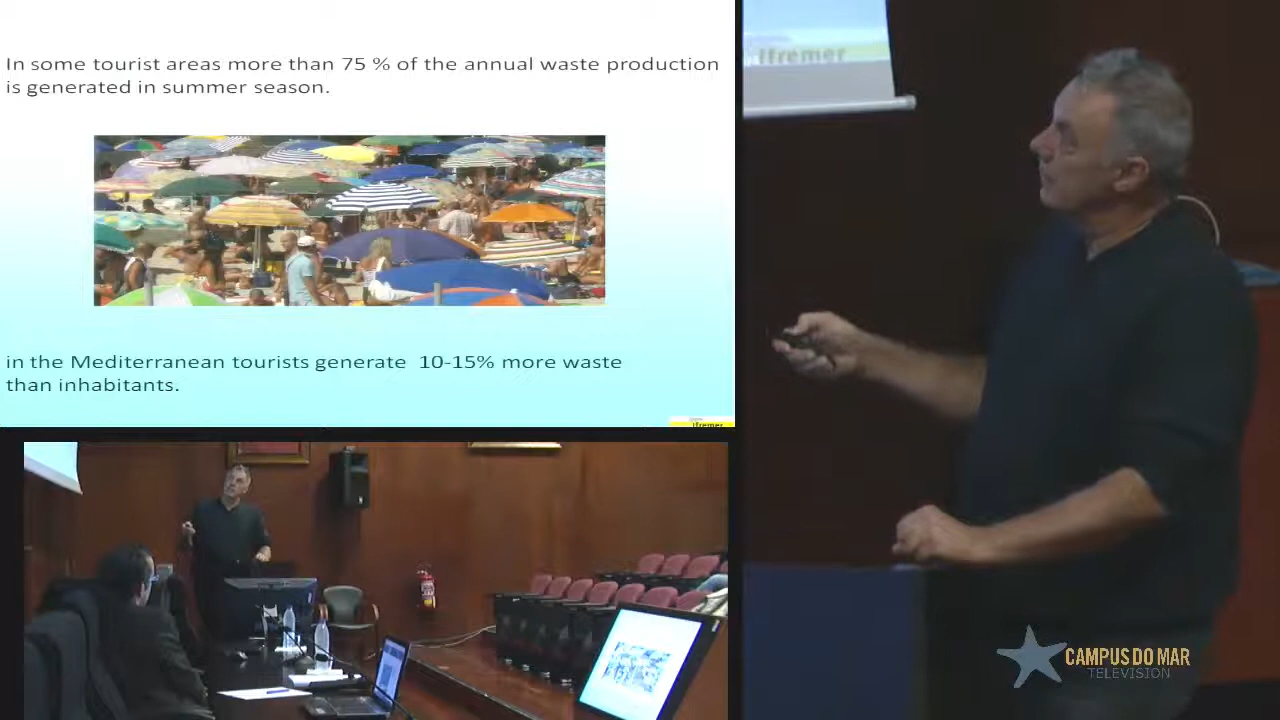 In some tourist areas more than 75 % of the annual waste production
is generated in summer season.
in the Mediterranean tourists generate 10-15% more waste
than inhabitants.
Ifremer
Ifremer
CAMPUS DO MAR
TELEVISION